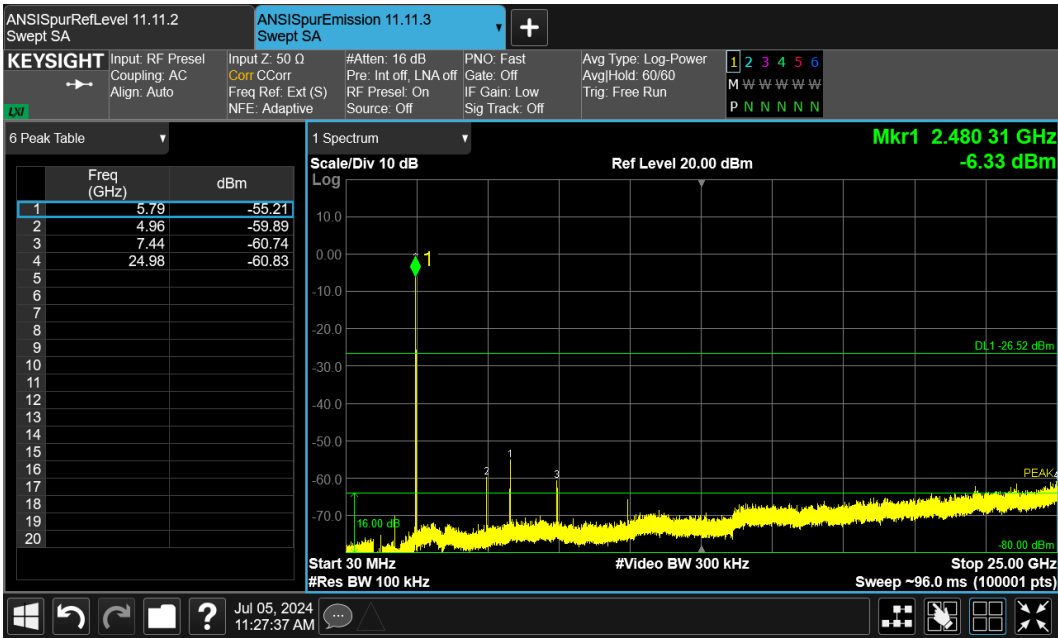 ANSISpurRefLevel 11.11.2
Swept SA
ANSISpurEmission 11.11.3
Swept SA
KEYSIGHT
LXI
Input: RF Presel
Coupling: AC
Align: Auto
Input Z: 50 Ω
Corr CCorr
Freq Ref: Ext (S)
NFE: Adaptive
#Atten: 16 dB
Pre: Int off, LNA off
RF Presel: On
Source: Off
PNO: Fast
Gate: Off
IF Gain: Low
Sig Track: Off
Avg Type: Log-Power
Avg|Hold: 60/60
Trig: Free Run
1 2 3 4 5 6
M W W W W W
P N N N N N
6 Peak Table
Freq (GHz) dBm
1 5.79 -55.21
2 4.96 -59.89
3 7.44 -60.74
4 24.98 -60.83
5
6
7
8
9
10
11
12
13
14
15
16
17
18
19
20
1 Spectrum
Mkr1 2.480 31 GHz
-6.33 dBm
Scale/Div 10 dB
Ref Level 20.00 dBm
Log
10.0
0.00
1
-10.0
-20.0
DL1 -26.52 dBm
-30.0
-40.0
-50.0
1
2
3
-60.0
PEAK
-70.0
16.00 dB
-80.00 dBm
Start 30 MHz
#Video BW 300 kHz
Stop 25.00 GHz
#Res BW 100 kHz
Sweep ~96.0 ms (100001 pts)
Jul 05, 2024
11:27:37 AM